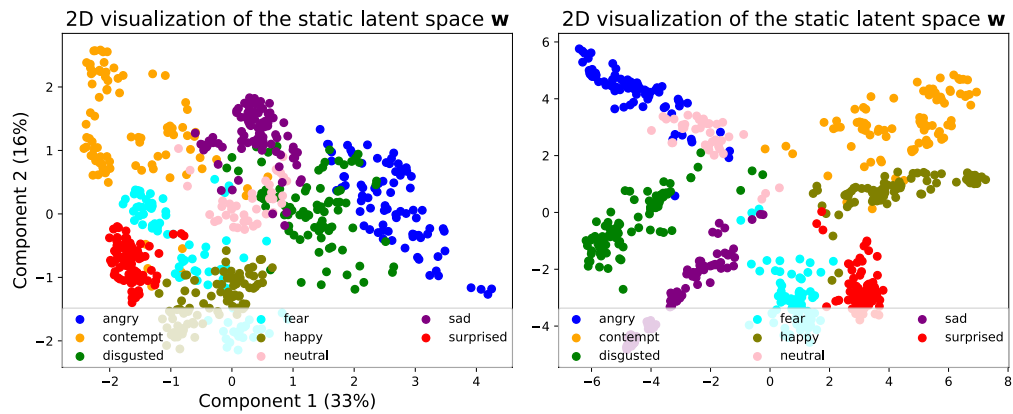 2D visualization of the static latent space w
2
1
0
−1
−2
Component 2 (16%)
angry
contempt
disgusted
fear
happy
neutral
sad
surprised
−2
−1
0
1
2
3
4
Component 1 (33%)
2D visualization of the static latent space w
6
4
2
0
−2
−4
angry
contempt
disgusted
fear
happy
neutral
sad
surprised
−6
−4
−2
0
2
4
6
8